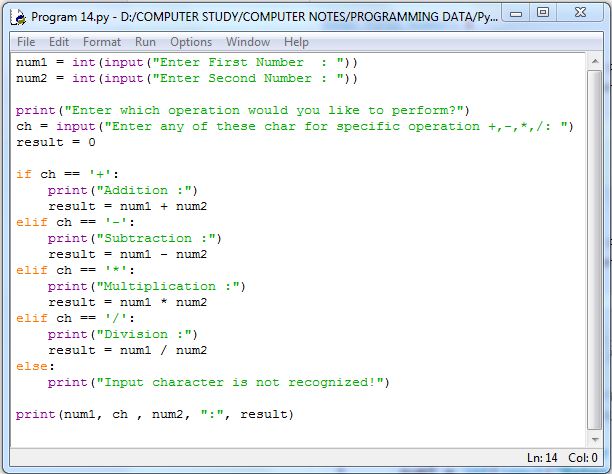 Program 14.py - D:/COMPUTER STUDY/COMPUTER NOTES/PROGRAMMING DATA/Py...
File Edit Format Run Options Window Help
num1 = int(input("Enter First Number  : "))
num2 = int(input("Enter Second Number : "))

print("Enter which operation would you like to perform?")
ch = input("Enter any of these char for specific operation +,-,*,/: ")
result = 0

if ch == '+':
    print("Addition :")
    result = num1 + num2
elif ch == '-':
    print("Subtraction :")
    result = num1 - num2
elif ch == '*':
    print("Multiplication :")
    result = num1 * num2
elif ch == '/':
    print("Division :")
    result = num1 / num2
else:
    print("Input character is not recognized!")

print(num1, ch , num2, ":", result)
Ln: 14 Col: 0